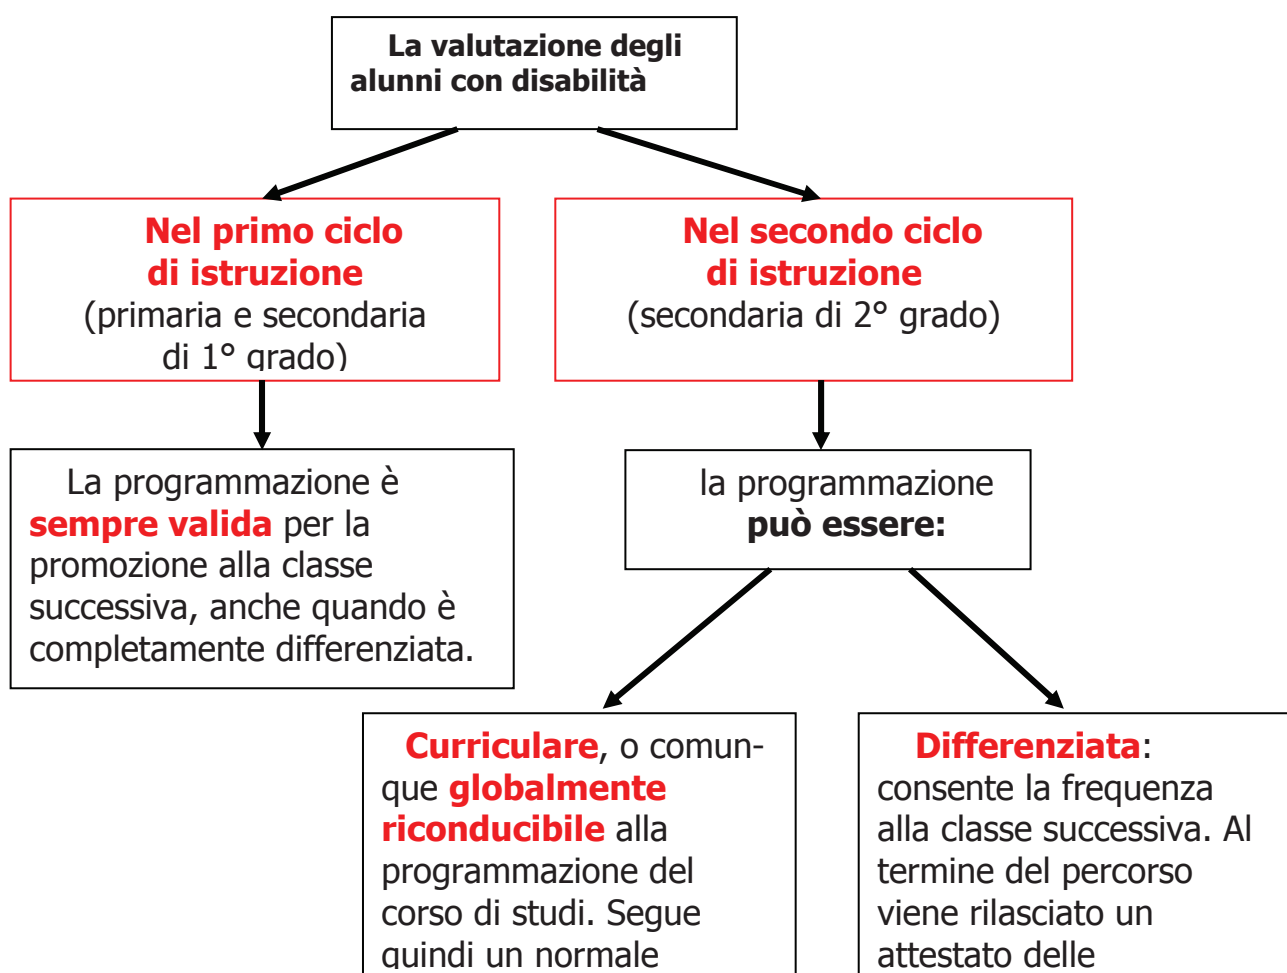 La valutazione degli
alunni con disabilità
Nel primo ciclo
di istruzione
(primaria e secondaria
di 1° grado)
Nel secondo ciclo
di istruzione
(secondaria di 2° grado)
La programmazione è
sempre valida per la
promozione alla classe
successiva, anche quando è
completamente differenziata.
la programmazione
può essere:
Curriculare, o comun-
que globalmente
riconducibile alla
programmazione del
corso di studi. Segue
quindi un normale
Differenziata:
consente la frequenza
alla classe successiva. Al
termine del percorso
viene rilasciato un
attestato delle